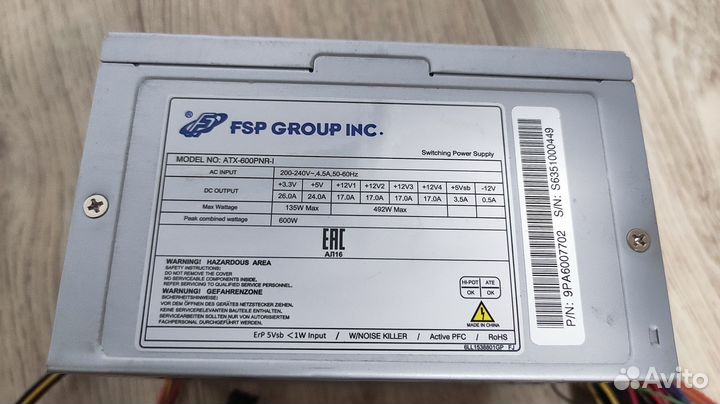 FSP GROUP INC.
Switching Power Supply
MODEL NO: ATX-600PNR-I
AC INPUT 200-240V~,4.5A,50-60Hz
DC OUTPUT +3.3V +5V +12V1 +12V2 +12V3 +12V4 +5Vsb -12V
26.0A 24.0A 17.0A 17.0A 17.0A 17.0A 3.5A 0.5A
Max Wattage 135W Max 492W Max
Peak combined wattage 600W
EAC
АЛ16
WARNING! HAZARDOUS AREA
SAFETY INSTRUCTIONS:
DO NOT REMOVE THE COVER
NO SERVICEABLE COMPONENTS INSIDE.
REFER SERVICING TO QUALIFIED SERVICE PERSONNEL.
WARNUNG! GEFAHRENZONE
SICHERHEITSHINWEIS:
VOR DEM ÖFFNEN DES GERÄTES NETZSTECKER ZIEHEN.
KEINE SERVICERELEVANTEN BAUTEILE ENTHALTEN.
SERVICEARBEITEN NUR VON AUTORISIERTEM
FACHPERSONAL DURCHFÜHREN LASSEN.
HI-POT ATE
OK OK
MADE IN CHINA
ErP 5Vsb <1W Input / W/NOISE KILLER / Active PFC / RoHS
6LL1538801GP FJ
P/N: 9PA6007702 S/N: S6351000449
Avito